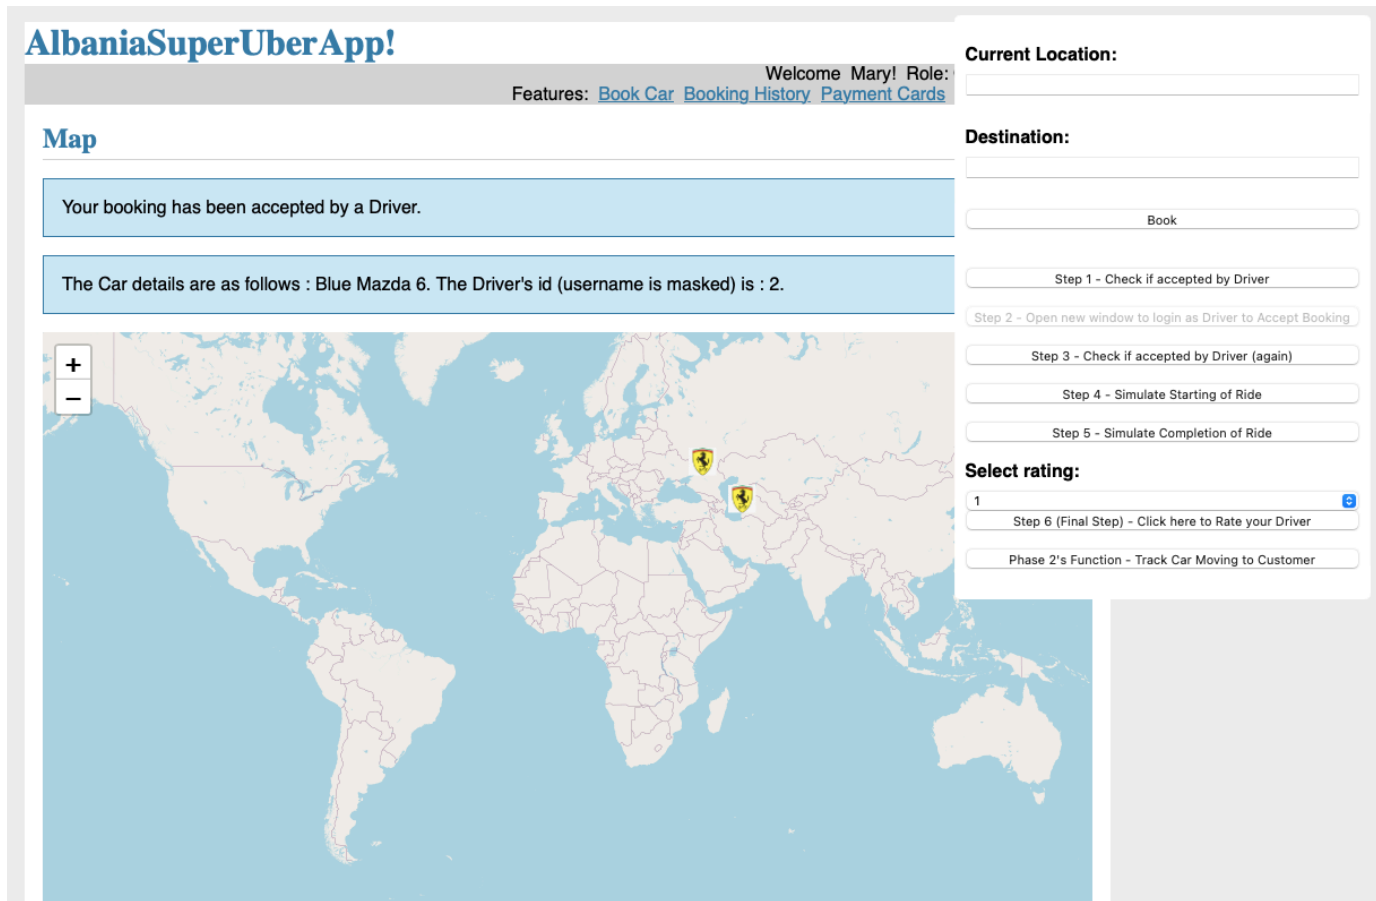 AlbaniaSuperUberApp!
Welcome Mary! Role:
Features: Book Car Booking History Payment Cards
Map
Your booking has been accepted by a Driver.
The Car details are as follows : Blue Mazda 6. The Driver's id (username is masked) is : 2.
+
−
Current Location:
Destination:
Book
Step 1 - Check if accepted by Driver
Step 2 - Open new window to login as Driver to Accept Booking
Step 3 - Check if accepted by Driver (again)
Step 4 - Simulate Starting of Ride
Step 5 - Simulate Completion of Ride
Select rating:
1
Step 6 (Final Step) - Click here to Rate your Driver
Phase 2's Function - Track Car Moving to Customer